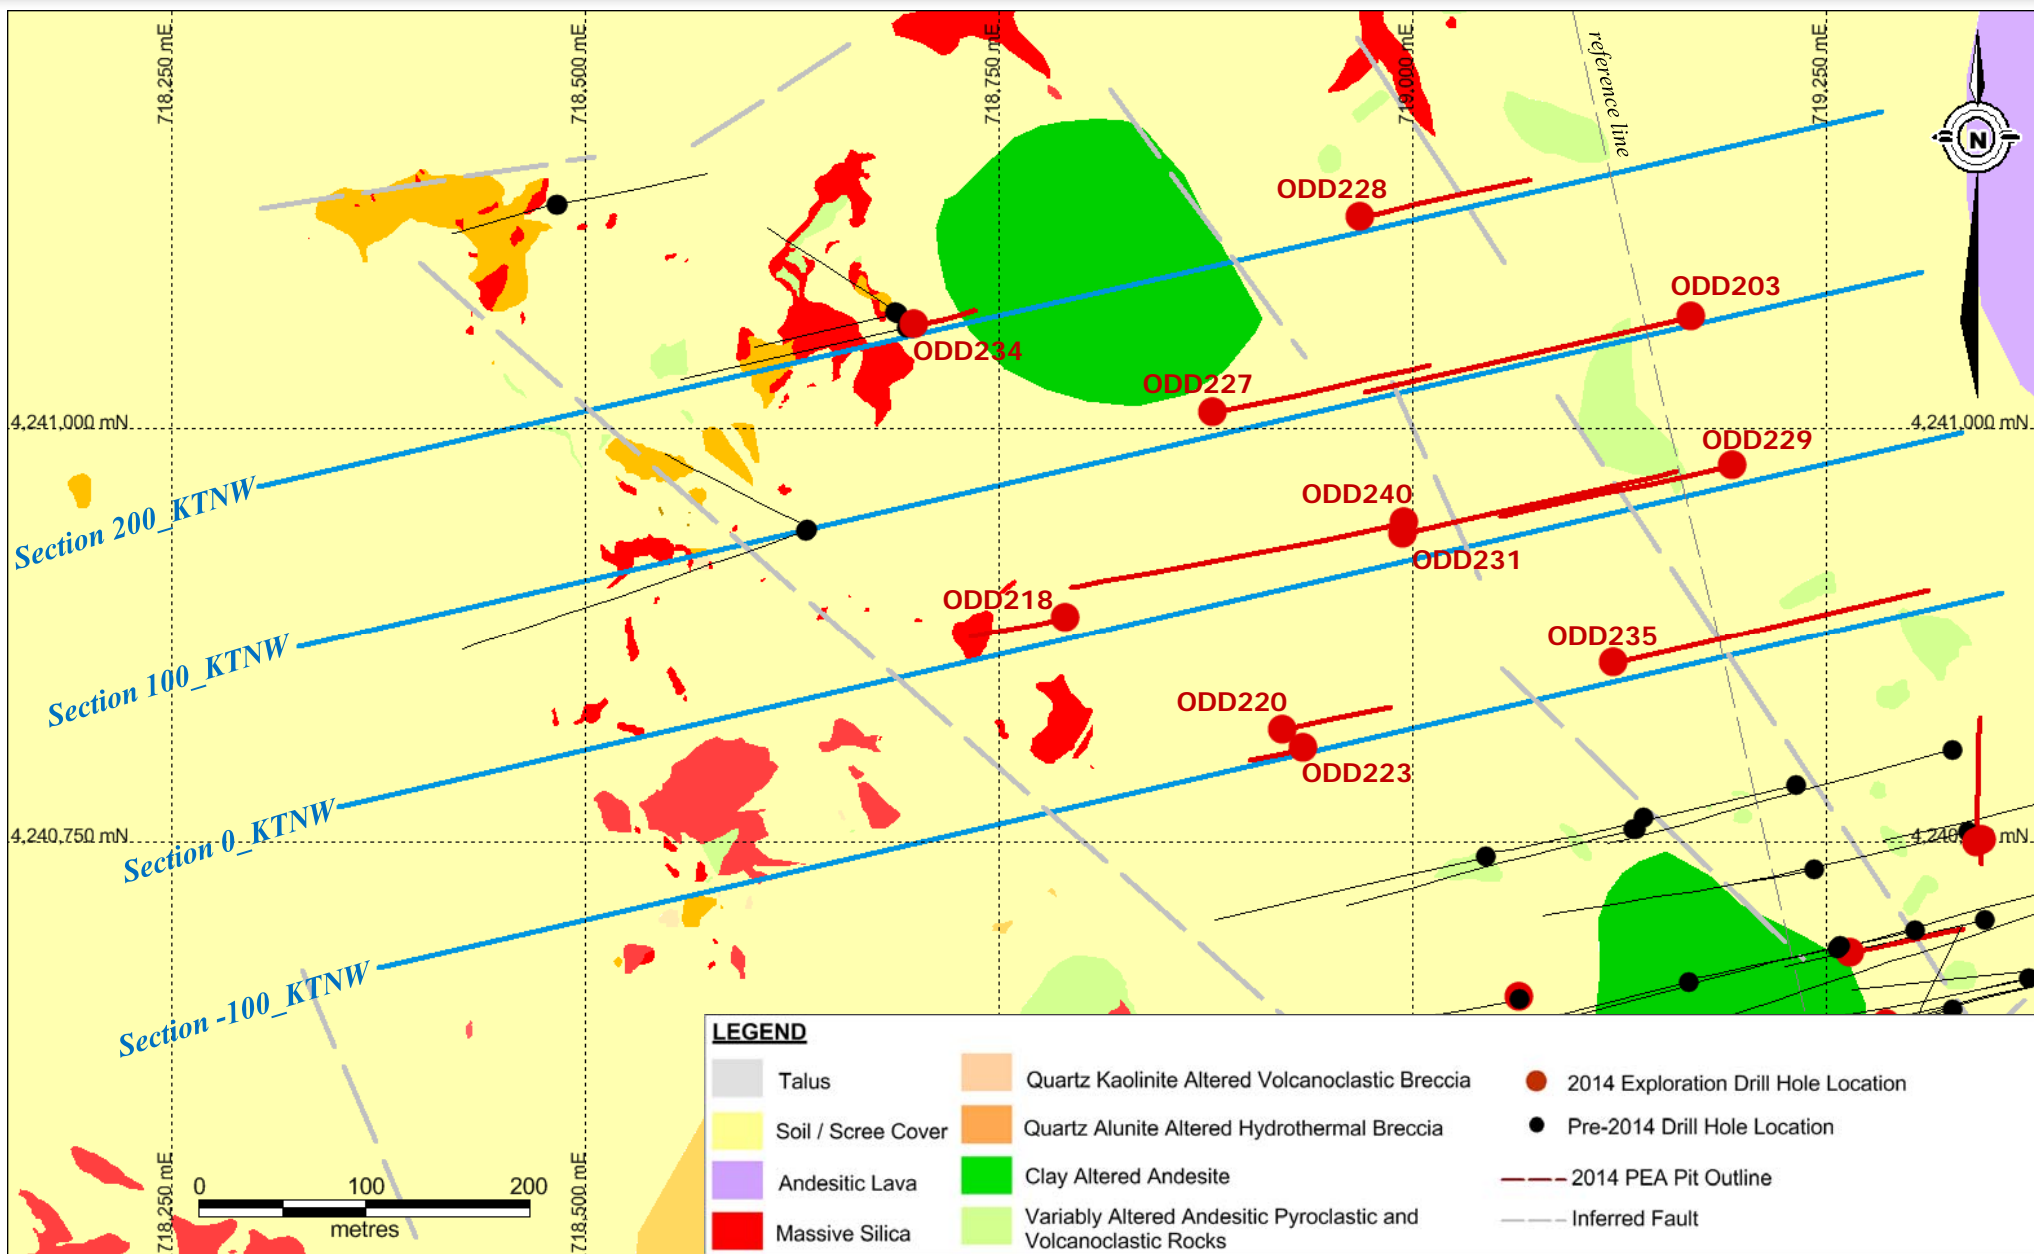 718,250 mE
718,500 mE
718,750 mE
719,000 mE
719,250 mE
reference line
N
ODD228
ODD203
ODD234
ODD227
4,241,000 mN
4,241,000 mN
ODD229
Section 200_KTNW
ODD240
ODD231
ODD218
Section 100_KTNW
ODD235
ODD220
ODD223
Section 0_KTNW
4,240,750 mN
4,240 mN
Section -100_KTNW
718,250 mE
718,500 mE
0 100 200
metres
LEGEND
Talus
Soil / Scree Cover
Andesitic Lava
Massive Silica
Quartz Kaolinite Altered Volcanoclastic Breccia
Quartz Alunite Altered Hydrothermal Breccia
Clay Altered Andesite
Variably Altered Andesitic Pyroclastic and
Volcanoclastic Rocks
2014 Exploration Drill Hole Location
Pre-2014 Drill Hole Location
2014 PEA Pit Outline
Inferred Fault